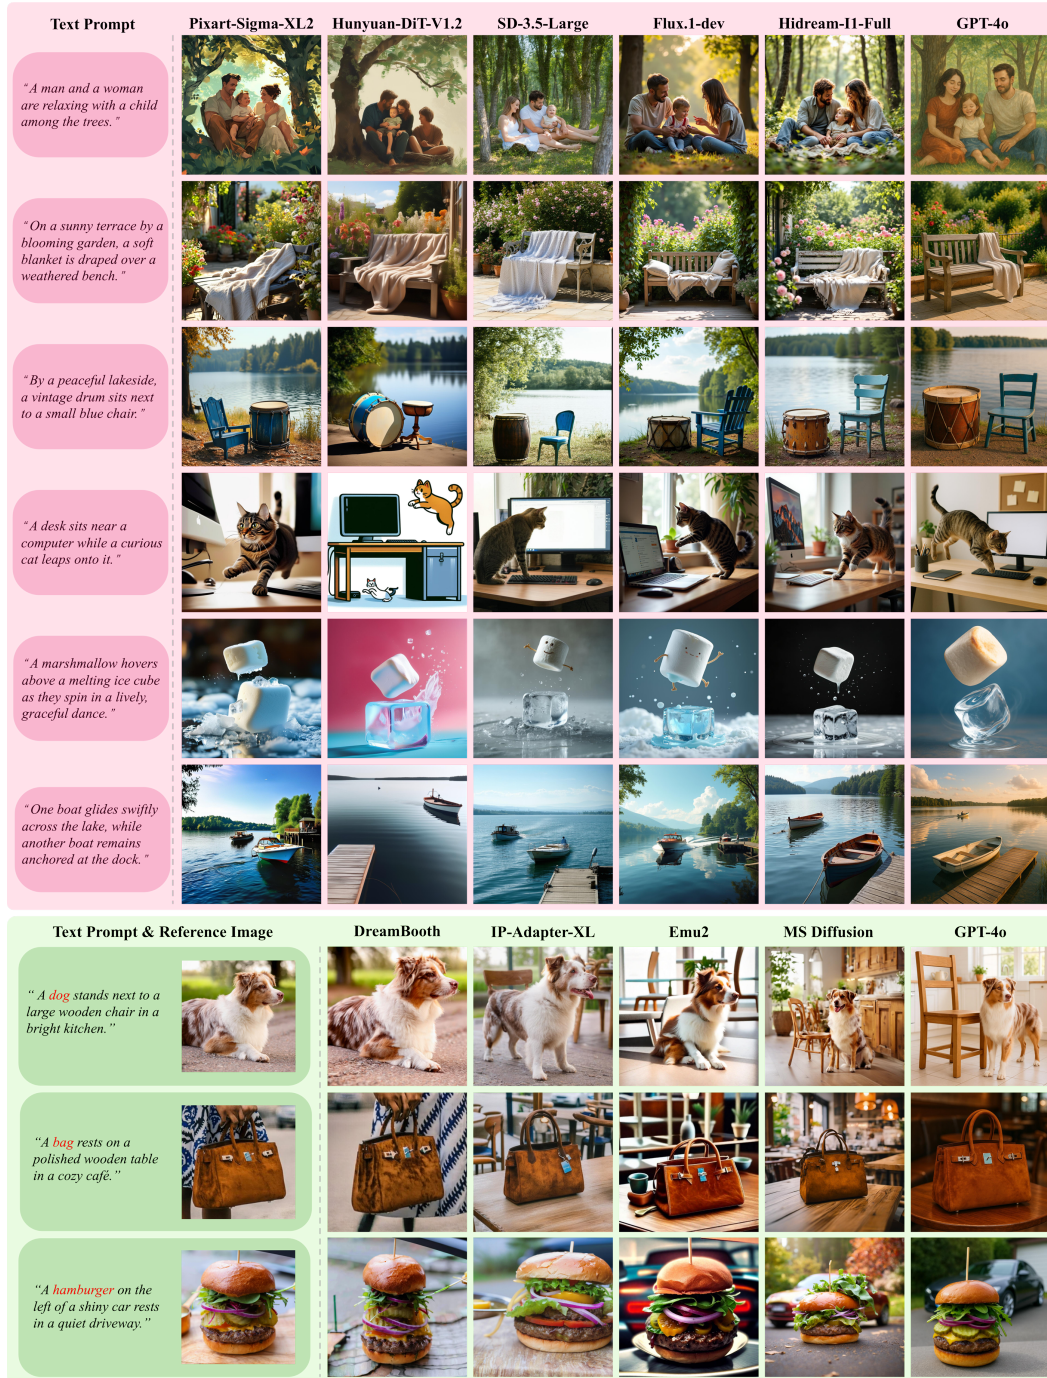 Text Prompt
Pixart-Sigma-XL2
Hunyuan-DiT-V1.2
SD-3.5-Large
Flux.1-dev
Hidream-I1-Full
GPT-4o
“A man and a woman
are relaxing with a child
among the trees.”
“On a sunny terrace by a
blooming garden, a soft
blanket is draped over a
weathered bench.”
“By a peaceful lakeside,
a vintage drum sits next
to a small blue chair.”
“A desk sits near a
computer while a curious
cat leaps onto it.”
“A marshmallow hovers
above a melting ice cube
as they spin in a lively,
graceful dance.”
“One boat glides swiftly
across the lake, while
another boat remains
anchored at the dock.”
Text Prompt & Reference Image
DreamBooth
IP-Adapter-XL
Emu2
MS Diffusion
GPT-4o
“ A dog stands next to a
large wooden chair in a
bright kitchen.”
“A bag rests on a
polished wooden table
in a cozy café.”
“A hamburger on the
left of a shiny car rests
in a quiet driveway.”